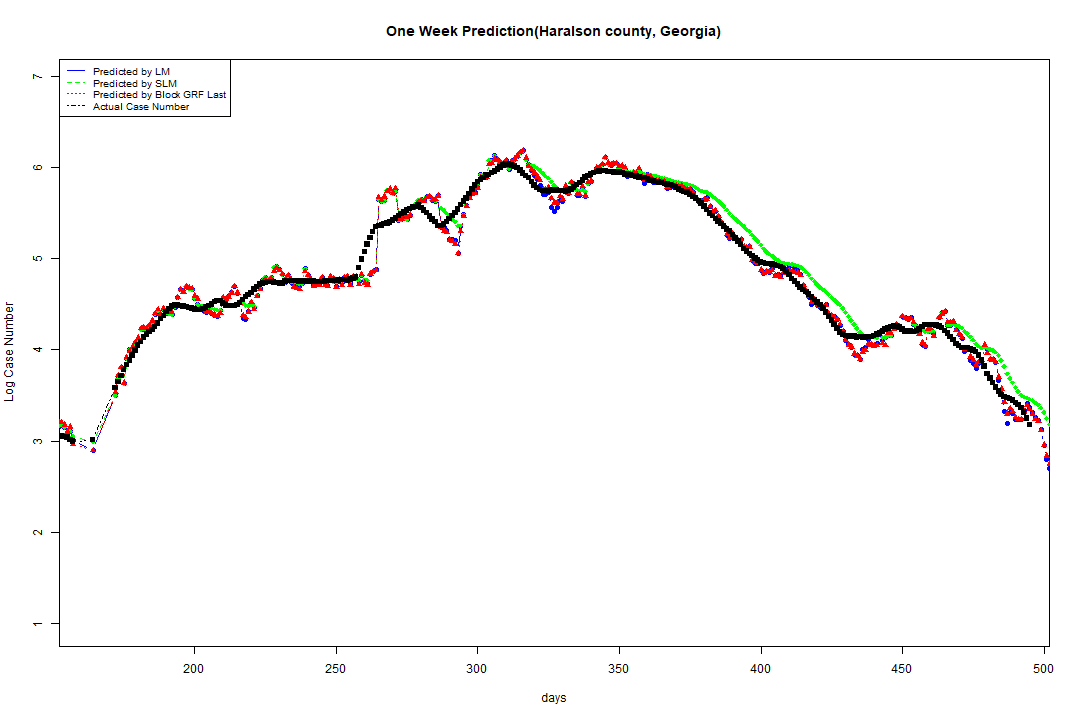 One Week Prediction(Haralson county, Georgia)
Predicted by LM
Predicted by SLM
Predicted by Block GRF Last
Actual Case Number
7
6
5
4
3
2
1
Log Case Number
200 250 300 350 400 450 500
days